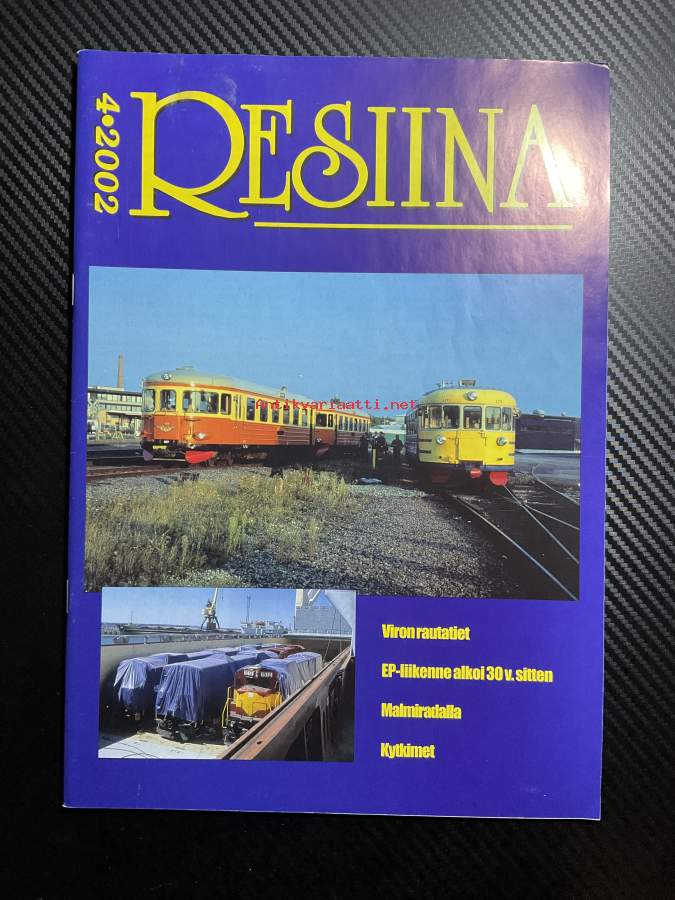 4•2002
RESIINA
Antikvariaatti.net
Viron rautatiet
EP-liikenne alkoi 30 v. sitten
Malmiradalla
Kytkimet